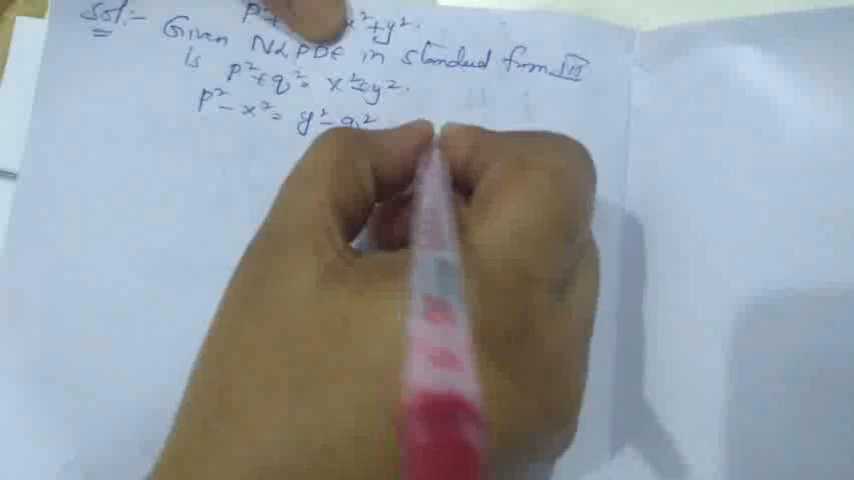 p²+ x²+y².
Sol:- Given NLPDE in standard form III
is p²+q² = x²+y².
p²-x² = y²-q²